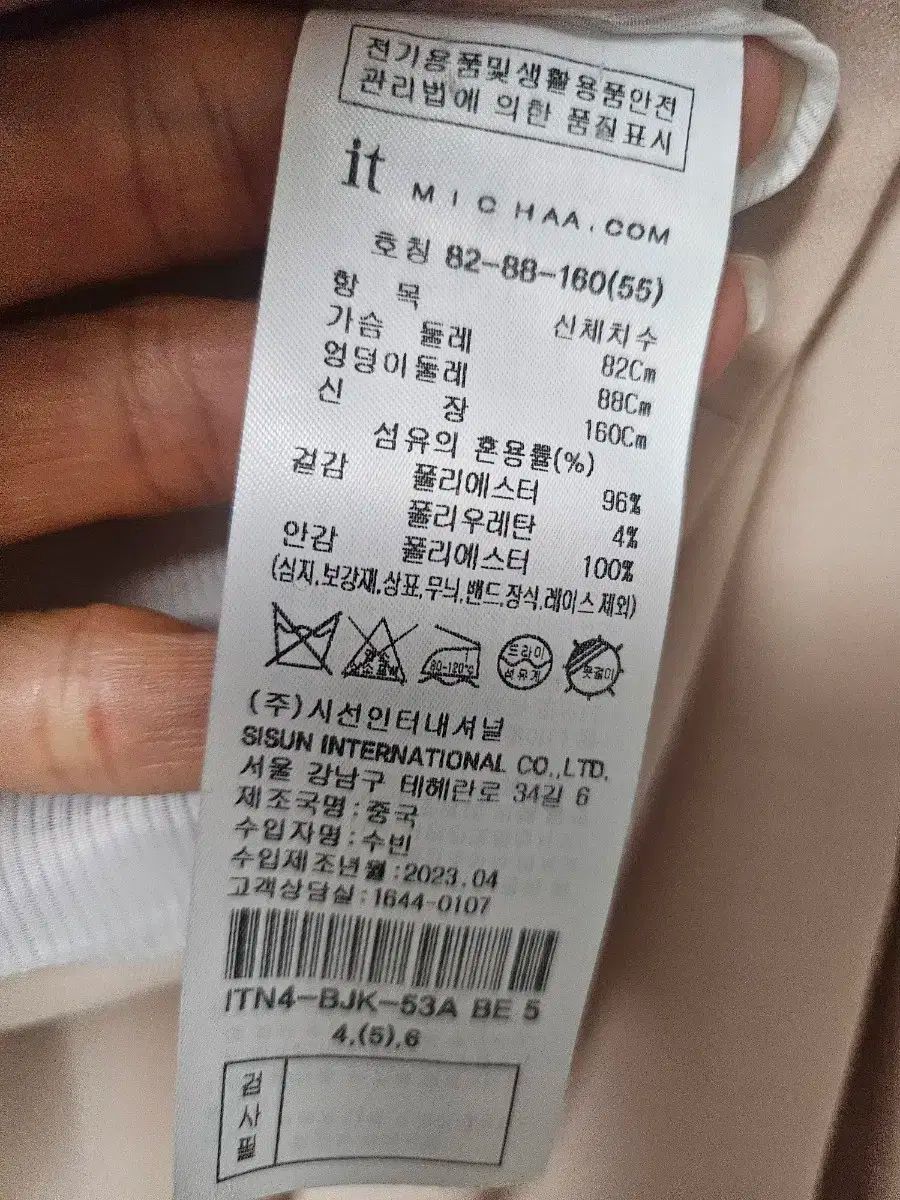 전기용품및생활용품안전
관리법에 의한 품질표시
it MICHAA.COM
호칭 82-88-160(55)
항 목 신체치수
가슴 둘레 82Cm
엉덩이둘레 88Cm
신 장 160Cm
섬유의 혼용률(%)
겉감 폴리에스터 96%
폴리우레탄 4%
안감 폴리에스터 100%
(심지,보강재,상표,무늬,밴드,장식,레이스제외)
80-120℃ 드라이
(주)시선인터내셔널
SISUN INTERNATIONAL CO.,LTD.
서울 강남구 테헤란로 34길 6
제조국명:중국
수입자명:수빈
수입제조년월:2023.04
고객상담실:1644-0107
ITN4-BJK-53A BE 5
4,(5),6
검사필